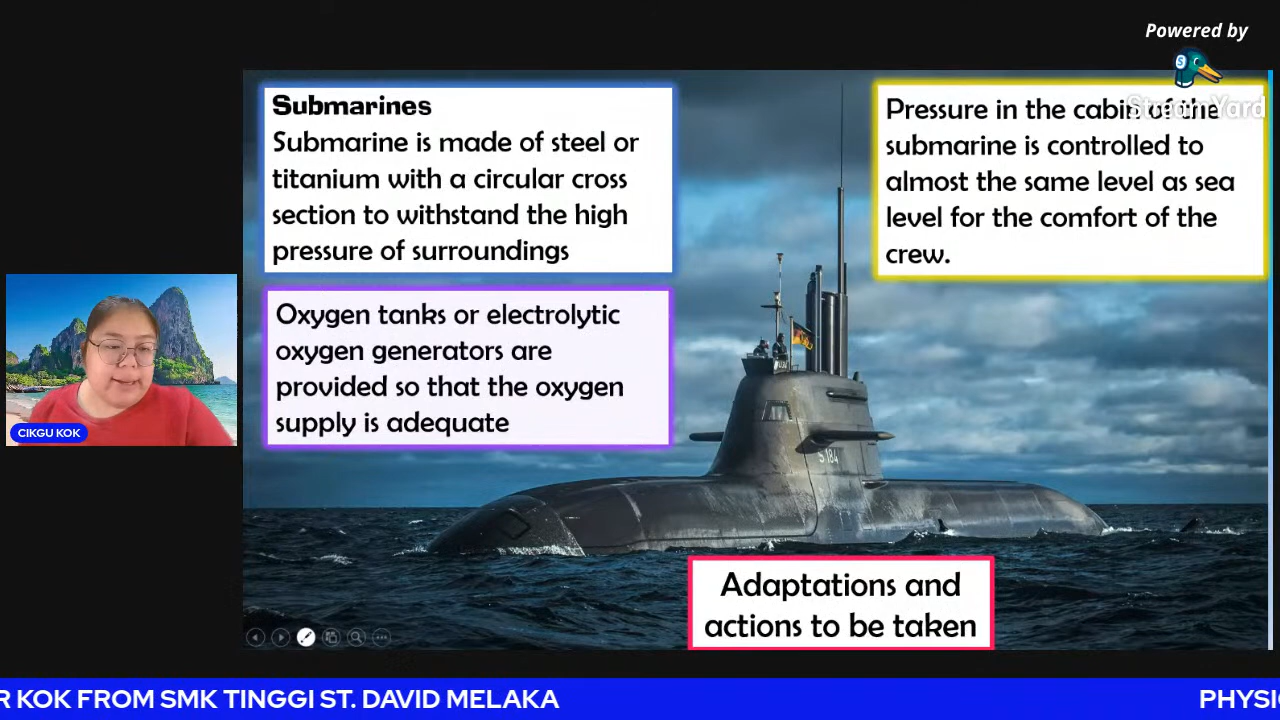 Powered by
StreamYard
Submarines
Submarine is made of steel or
titanium with a circular cross
section to withstand the high
pressure of surroundings
Pressure in the cabin of the
submarine is controlled to
almost the same level as sea
level for the comfort of the
crew.
Oxygen tanks or electrolytic
oxygen generators are
provided so that the oxygen
supply is adequate
S 184
CIKGU KOK
Adaptations and
actions to be taken
R KOK FROM SMK TINGGI ST. DAVID MELAKA
PHYSI